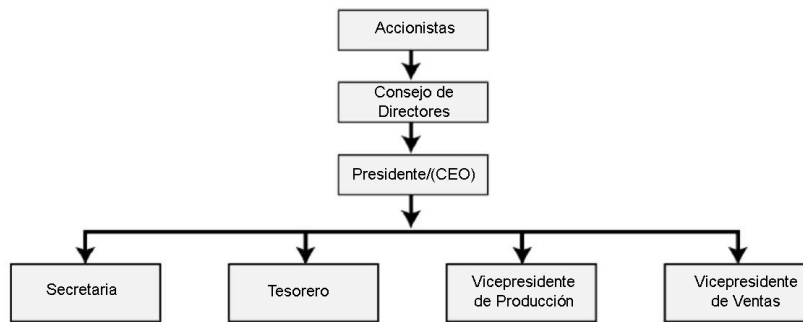 Accionistas
Consejo de
Directores
Presidente/(CEO)
Secretaria
Tesorero
Vicepresidente
de Producción
Vicepresidente
de Ventas